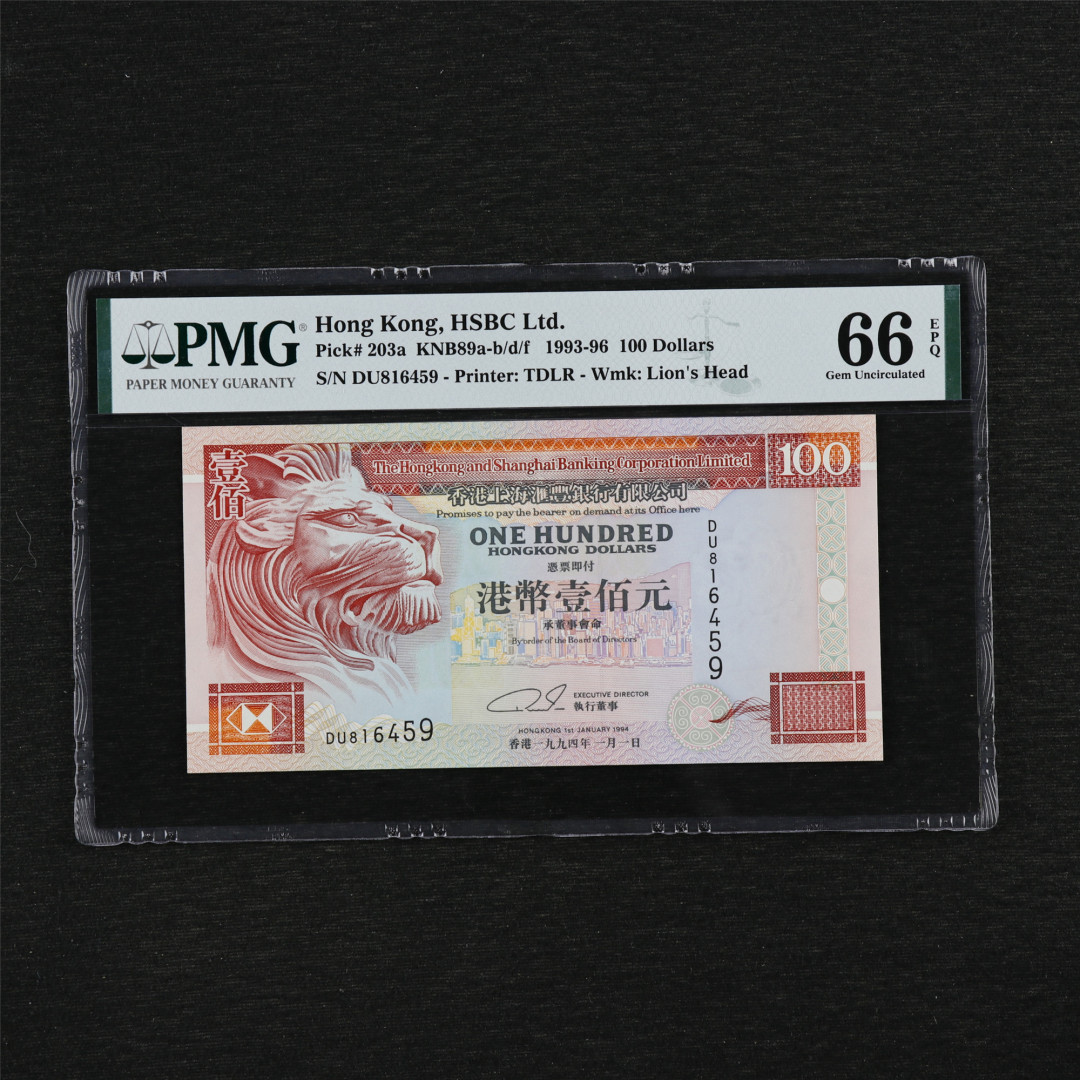 PMG®
PAPER MONEY GUARANTY
Hong Kong, HSBC Ltd.
Pick# 203a KNB89a-b/d/f 1993-96 100 Dollars
S/N DU816459 - Printer: TDLR - Wmk: Lion's Head
66
EPQ
Gem Uncirculated
壹佰
The Hongkong and Shanghai Banking Corporation Limited
100
香港上海滙豐銀行有限公司
Promises to pay the bearer on demand at its Office here
ONE HUNDRED
HONGKONG DOLLARS
憑票即付
港幣壹佰元
承董事會命
By order of the Board of Directors
DU816459
EXECUTIVE DIRECTOR
執行董事
DU816459
HONGKONG 1st JANUARY 1994
香港一九九四年一月一日